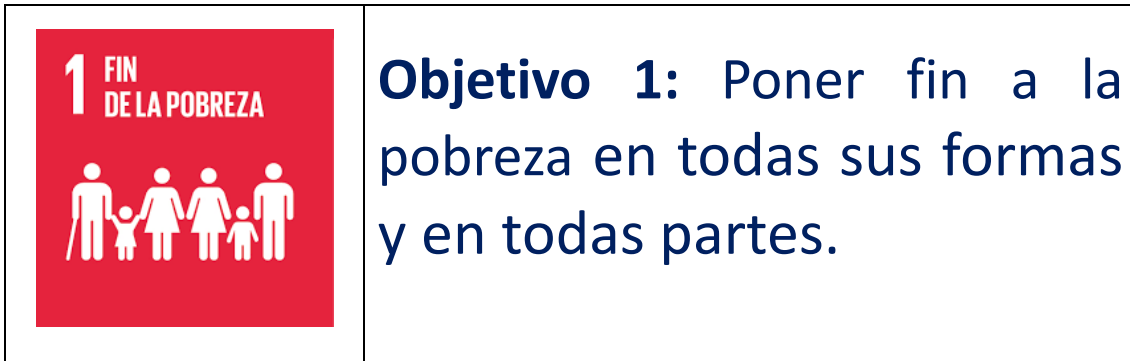 1 FIN
DE LA POBREZA
Objetivo 1: Poner fin a la
pobreza en todas sus formas
y en todas partes.